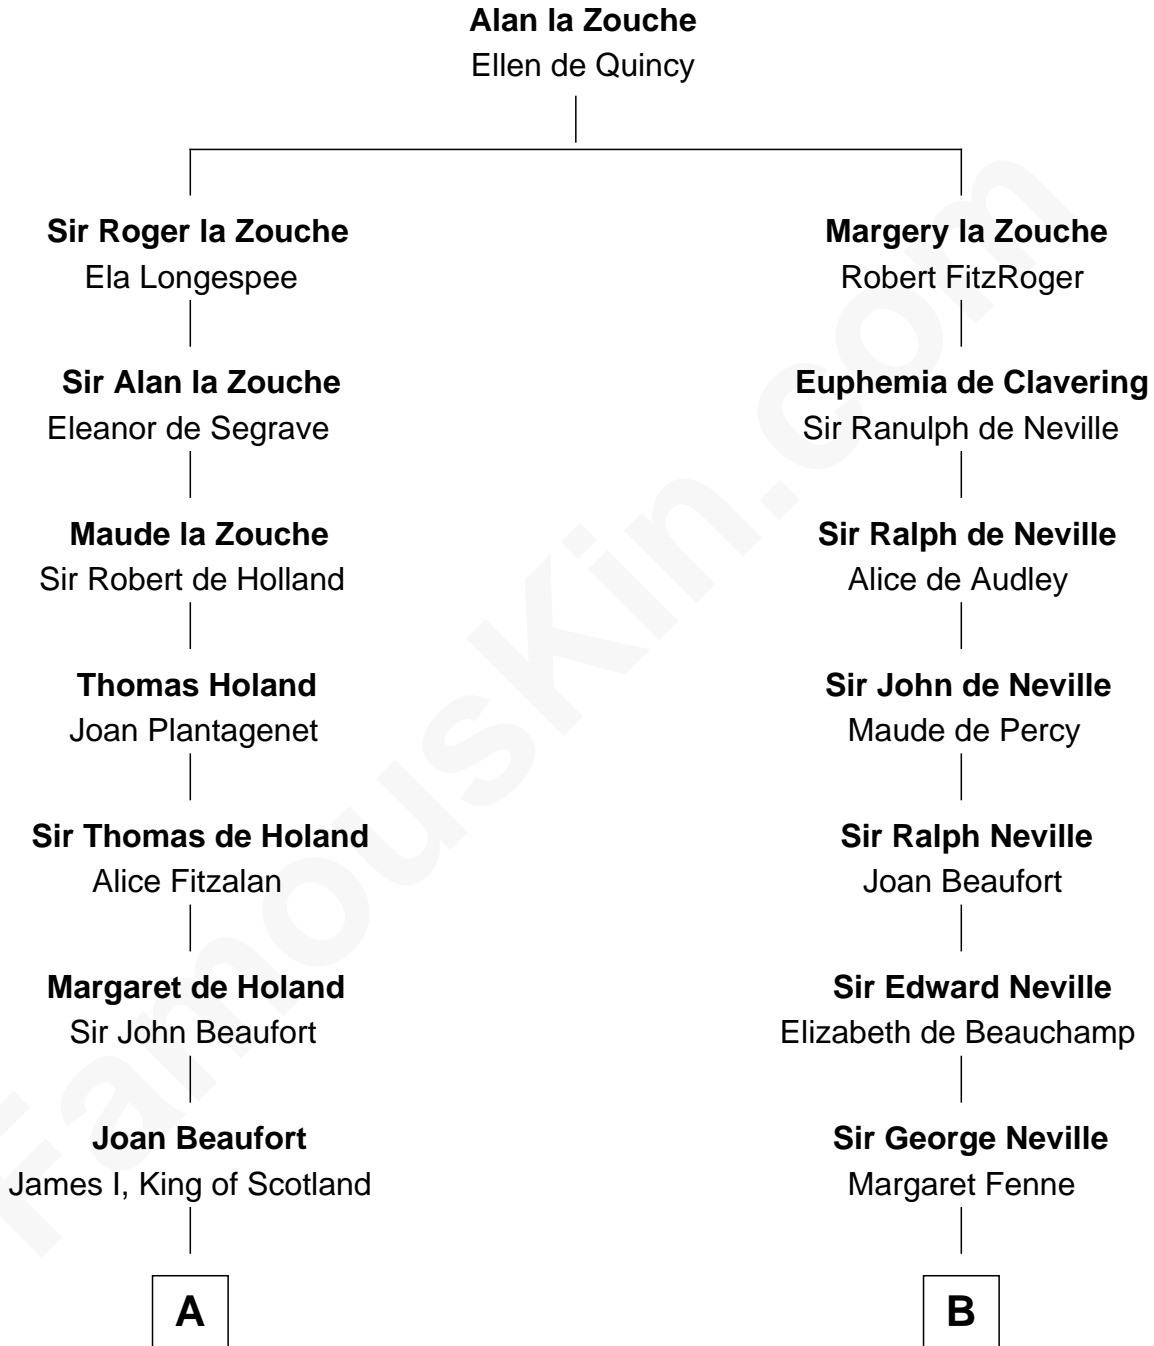 Alan la Zouche
Ellen de Quincy
Sir Roger la Zouche
Ela Longespee
Sir Alan la Zouche
Eleanor de Segrave
Maude la Zouche
Sir Robert de Holland
Thomas Holand
Joan Plantagenet
Sir Thomas de Holand
Alice Fitzalan
Margaret de Holand
Sir John Beaufort
Joan Beaufort
James I, King of Scotland
A
Margery la Zouche
Robert FitzRoger
Euphemia de Clavering
Sir Ranulph de Neville
Sir Ralph de Neville
Alice de Audley
Sir John de Neville
Maude de Percy
Sir Ralph Neville
Joan Beaufort
Sir Edward Neville
Elizabeth de Beauchamp
Sir George Neville
Margaret Fenne
B
FamousKin.com